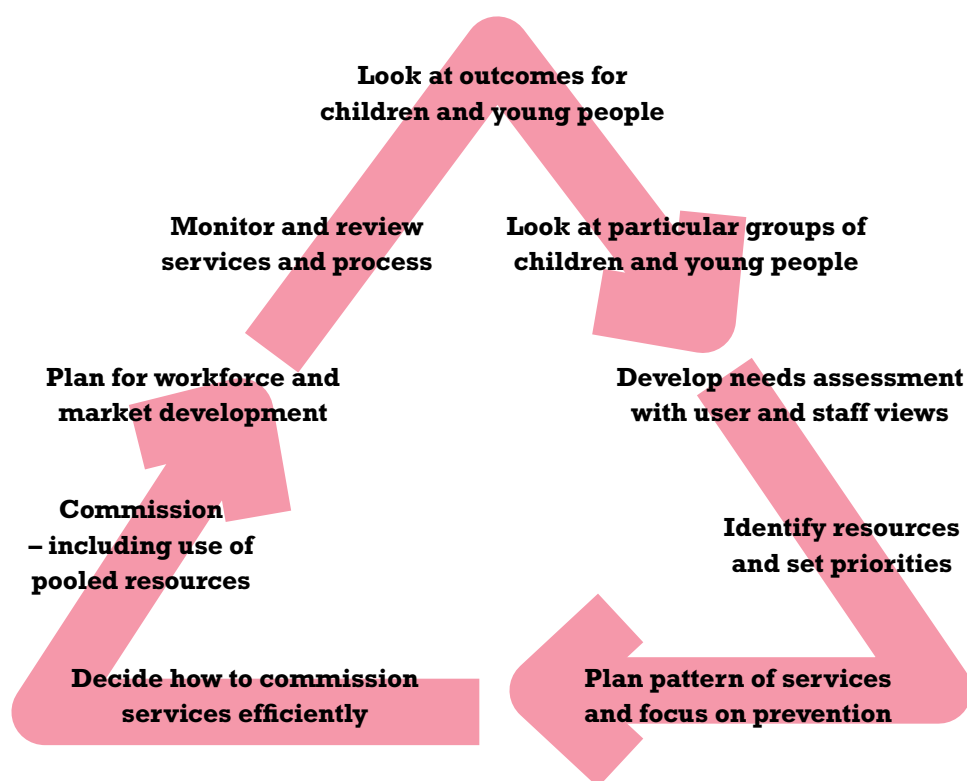 Look at outcomes for
children and young people
Look at particular groups of
children and young people
Develop needs assessment
with user and staff views
Identify resources
and set priorities
Plan pattern of services
and focus on prevention
Decide how to commission
services efficiently
Commission
– including use of
pooled resources
Plan for workforce and
market development
Monitor and review
services and process